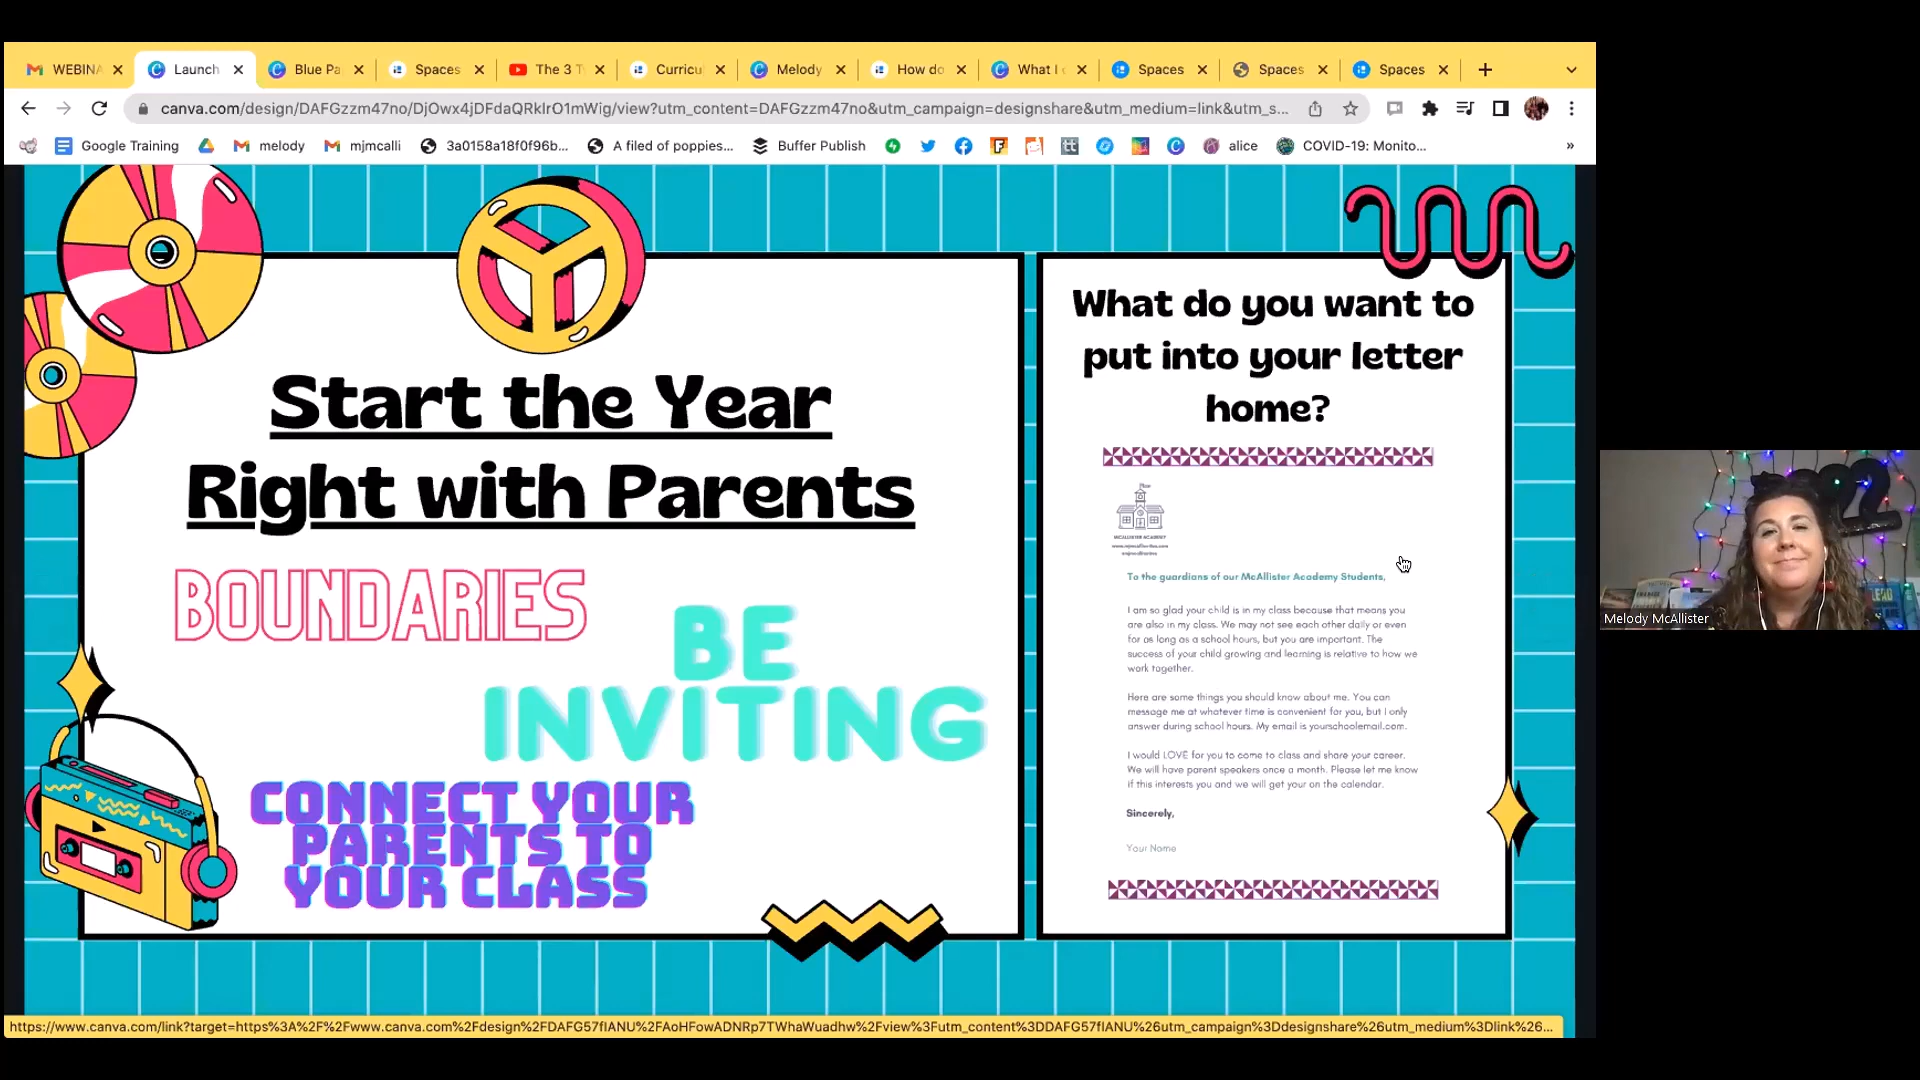 WEBINA
Launch
Blue Pa
Spaces
The 3 T
Curricu
Melody
How do
What I
Spaces
Spaces
Spaces
canva.com/design/DAFGzzm47no/DjOwx4jDFdaQRkIrO1mWig/view?utm_content=DAFGzzm47no&utm_campaign=designshare&utm_medium=link&utm_s...
Google Training
melody
mjmcalli
3a0158a18f0f96b...
A filed of poppies...
Buffer Publish
alice
COVID-19: Monito...
Start the Year
Right with Parents
BOUNDARIES
BE
INVITING
CONNECT YOUR
PARENTS TO
YOUR CLASS
What do you want to
put into your letter
home?
MCALLISTER ACADEMY
To the guardians of our McAllister Academy Students,
I am so glad your child is in my class because that means you
are also in my class. We may not see each other daily or even
for as long as a school hours, but you are important. The
success of your child growing and learning is relative to how we
work together.
Here are some things you should know about me. You can
message me at whatever time is convenient for you, but I only
answer during school hours. My email is yourschoolemail.com.
I would LOVE for you to come to class and share your career.
We will have parent speakers once a month. Please let me know
if this interests you and we will get your on the calendar.
Sincerely,
Your Name
22
Melody McAllister
https://www.canva.com/link?target=https%3A%2F%2Fwww.canva.com%2Fdesign%2FDAFG57fIANU%2FAoHFowADNRp7TWhaWuadhw%2Fview%3Futm_content%3DDAFG57fIANU%26utm_campaign%3Ddesignshare%26utm_medium%3Dlink%26...